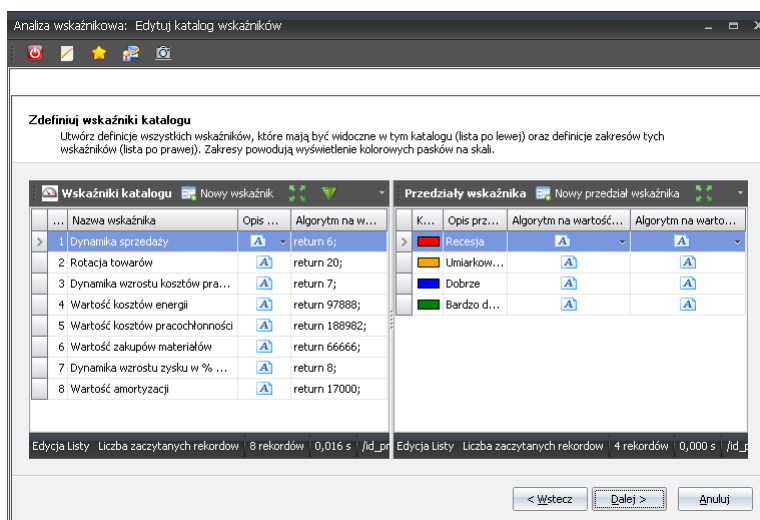 Analiza wskaźnikowa: Edytuj katalog wskaźników
Zdefiniuj wskaźniki katalogu
Utwórz definicje wszystkich wskaźników, które mają być widoczne w tym katalogu (lista po lewej) oraz definicje zakresów tych
wskaźników (lista po prawej). Zakresy powodują wyświetlenie kolorowych pasków na skali.
Wskaźniki katalogu Nowy wskaźnik
... Nazwa wskaźnika Opis ... Algorytm na w...
1 Dynamika sprzedaży A return 6;
2 Rotacja towarów A return 20;
3 Dynamika wzrostu kosztów pra... A return 7;
4 Wartość kosztów energii A return 97888;
5 Wartość kosztów pracochłonności A return 188982;
6 Wartość zakupów materiałów A return 66666;
7 Dynamika wzrostu zysku w % ... A return 8;
8 Wartość amortyzacji A return 17000;
Edycja Listy Liczba zaczytanych rekordow 8 rekordów 0,016 s /id_pr
Przedziały wskaźnika Nowy przedział wskaźnika
K... Opis prz... Algorytm na wartość... Algorytm na warto...
Recesja A A
Umiarkow... A A
Dobrze A A
Bardzo d... A A
Edycja Listy Liczba zaczytanych rekordow 4 rekordów 0,000 s /id_p
< Wstecz Dalej > Anuluj